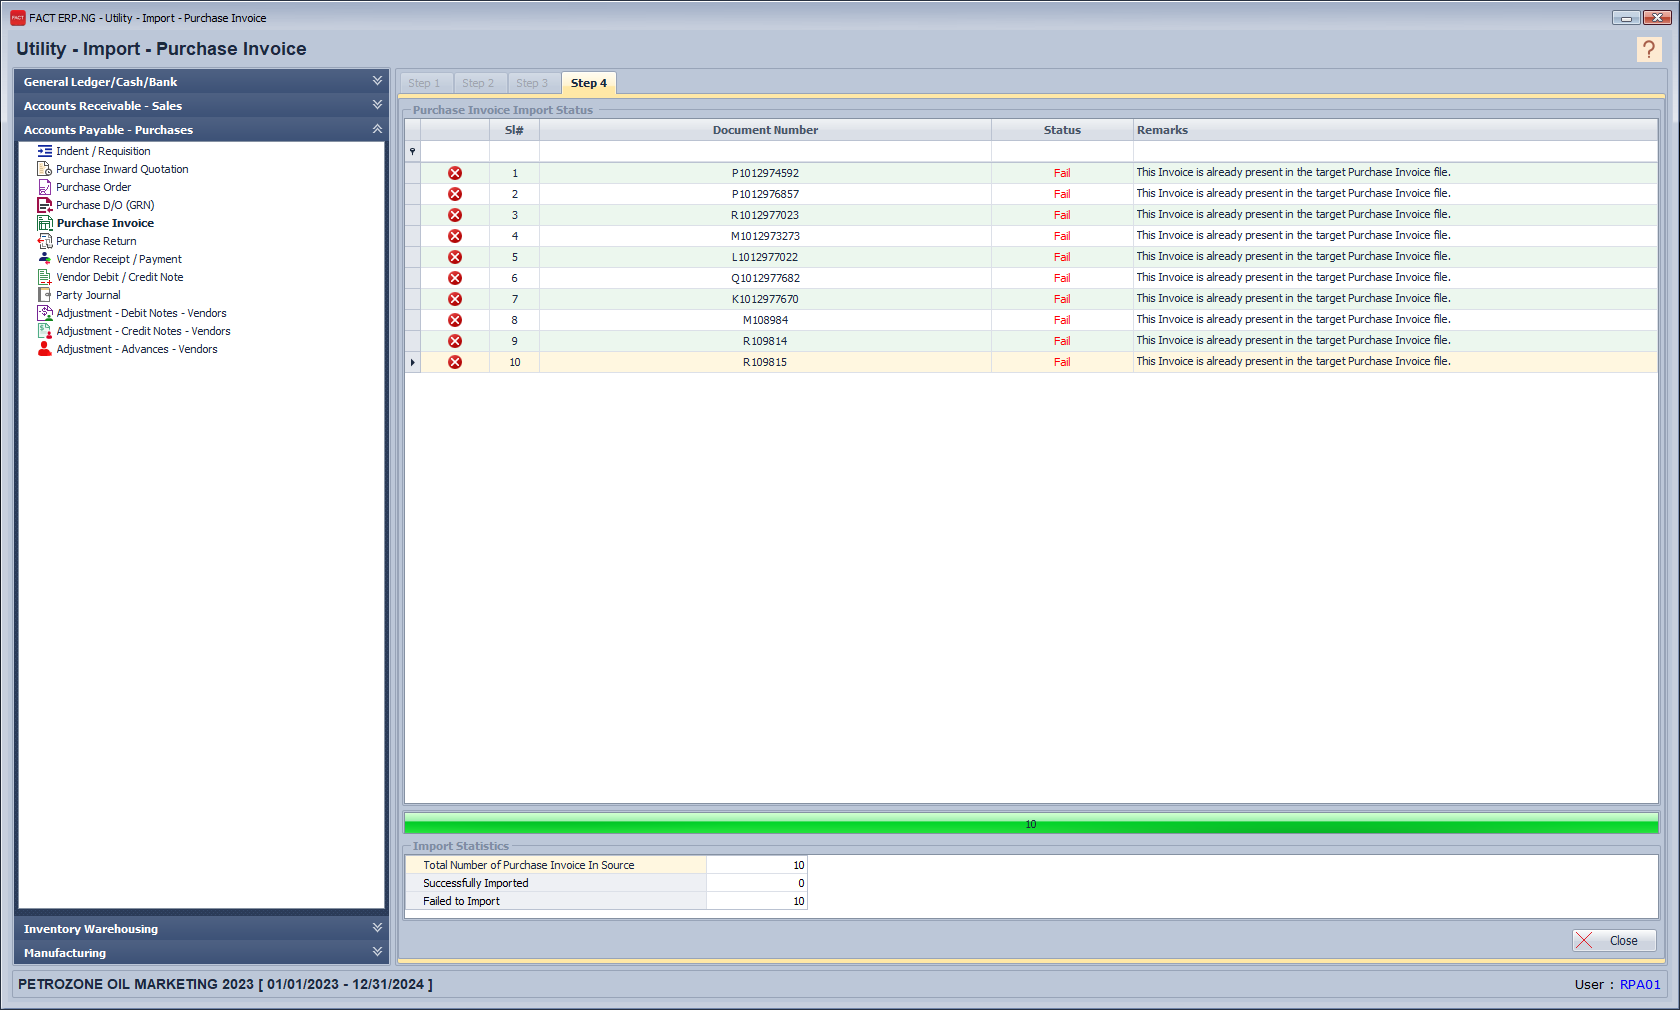 FACT ERP.NG - Utility - Import - Purchase Invoice
Utility - Import - Purchase Invoice
?
General Ledger/Cash/Bank
Accounts Receivable - Sales
Accounts Payable - Purchases
Indent / Requisition
Purchase Inward Quotation
Purchase Order
Purchase D/O (GRN)
Purchase Invoice
Purchase Return
Vendor Receipt / Payment
Vendor Debit / Credit Note
Party Journal
Adjustment - Debit Notes - Vendors
Adjustment - Credit Notes - Vendors
Adjustment - Advances - Vendors
Inventory Warehousing
Manufacturing
Step 1 Step 2 Step 3 Step 4
Purchase Invoice Import Status
Sl# Document Number Status Remarks
1 P1012974592 Fail This Invoice is already present in the target Purchase Invoice file.
2 P1012976857 Fail This Invoice is already present in the target Purchase Invoice file.
3 R1012977023 Fail This Invoice is already present in the target Purchase Invoice file.
4 M1012973273 Fail This Invoice is already present in the target Purchase Invoice file.
5 L1012977022 Fail This Invoice is already present in the target Purchase Invoice file.
6 Q1012977682 Fail This Invoice is already present in the target Purchase Invoice file.
7 K1012977670 Fail This Invoice is already present in the target Purchase Invoice file.
8 M108984 Fail This Invoice is already present in the target Purchase Invoice file.
9 R109814 Fail This Invoice is already present in the target Purchase Invoice file.
10 R109815 Fail This Invoice is already present in the target Purchase Invoice file.
10
Import Statistics
Total Number of Purchase Invoice In Source 10
Successfully Imported 0
Failed to Import 10
Close
PETROZONE OIL MARKETING 2023 [ 01/01/2023 - 12/31/2024 ]
User : RPA01